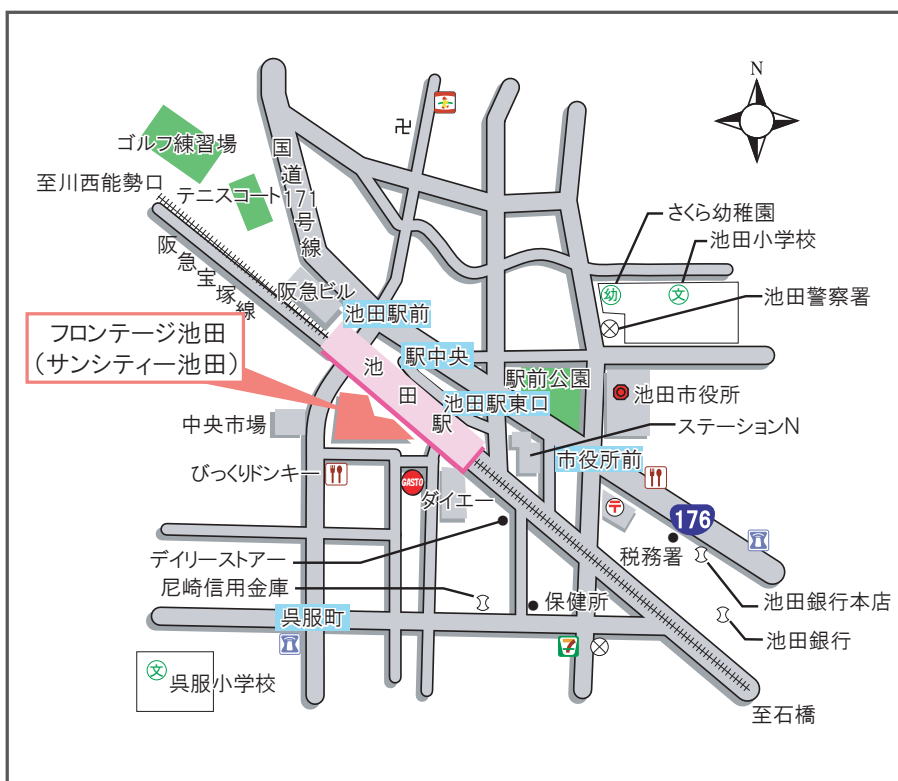 N
ゴルフ練習場
至川西能勢口
テニスコート
国道171号線
阪急宝塚線
阪急ビル
さくら幼稚園
池田小学校
幼
文
池田警察署
池田駅前
フロンテージ池田
(サンシティー池田)
駅中央
池田駅
駅前公園
池田駅東口
池田市役所
中央市場
ステーションN
びっくりドンキー
市役所前
GASTO
ダイエー
〒
176
デイリーストアー
税務署
尼崎信用金庫
保健所
池田銀行本店
呉服町
池田銀行
7
文
呉服小学校
至石橋
卍